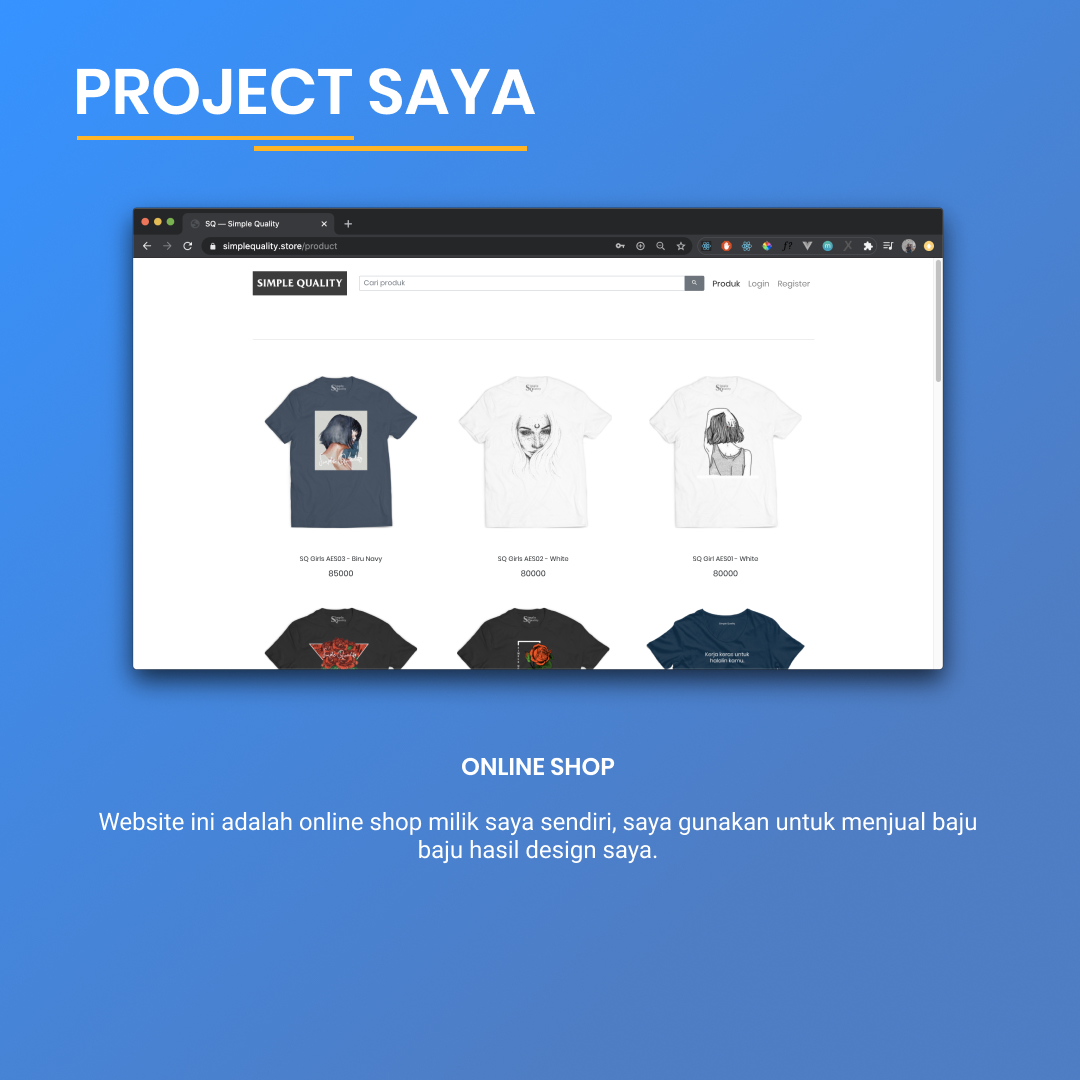 PROJECT SAYA
SQ — Simple Quality
simplequality.store/product
SIMPLE QUALITY
Cari produk
Produk Login Register
SQ Girls AES03 - Biru Navy
85000
SQ Girls AES02 - White
80000
SQ Girl AES01 - White
80000
Kerja keras untuk
halalin kamu.
ONLINE SHOP
Website ini adalah online shop milik saya sendiri, saya gunakan untuk menjual baju
baju hasil design saya.